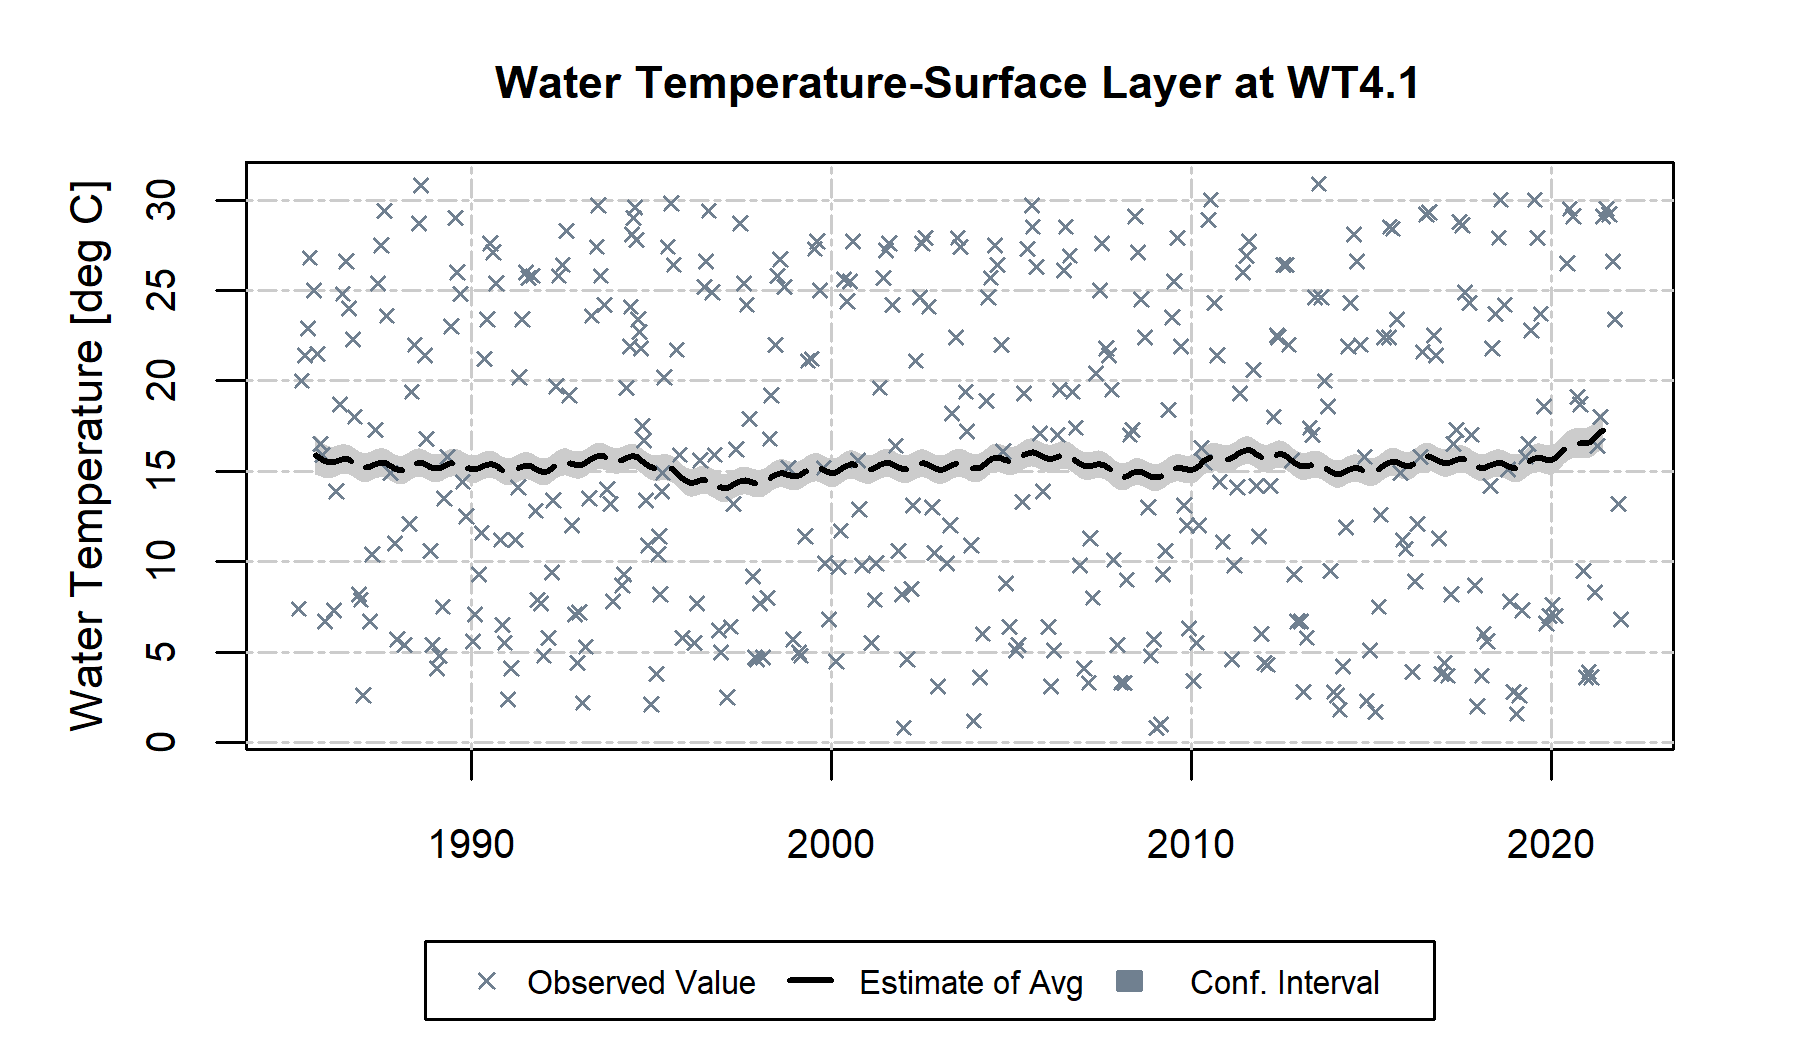 Water Temperature-Surface Layer at WT4.1
Water Temperature [deg C]
30
25
20
15
10
5
0
1990 2000 2010 2020
Observed Value Estimate of Avg Conf. Interval